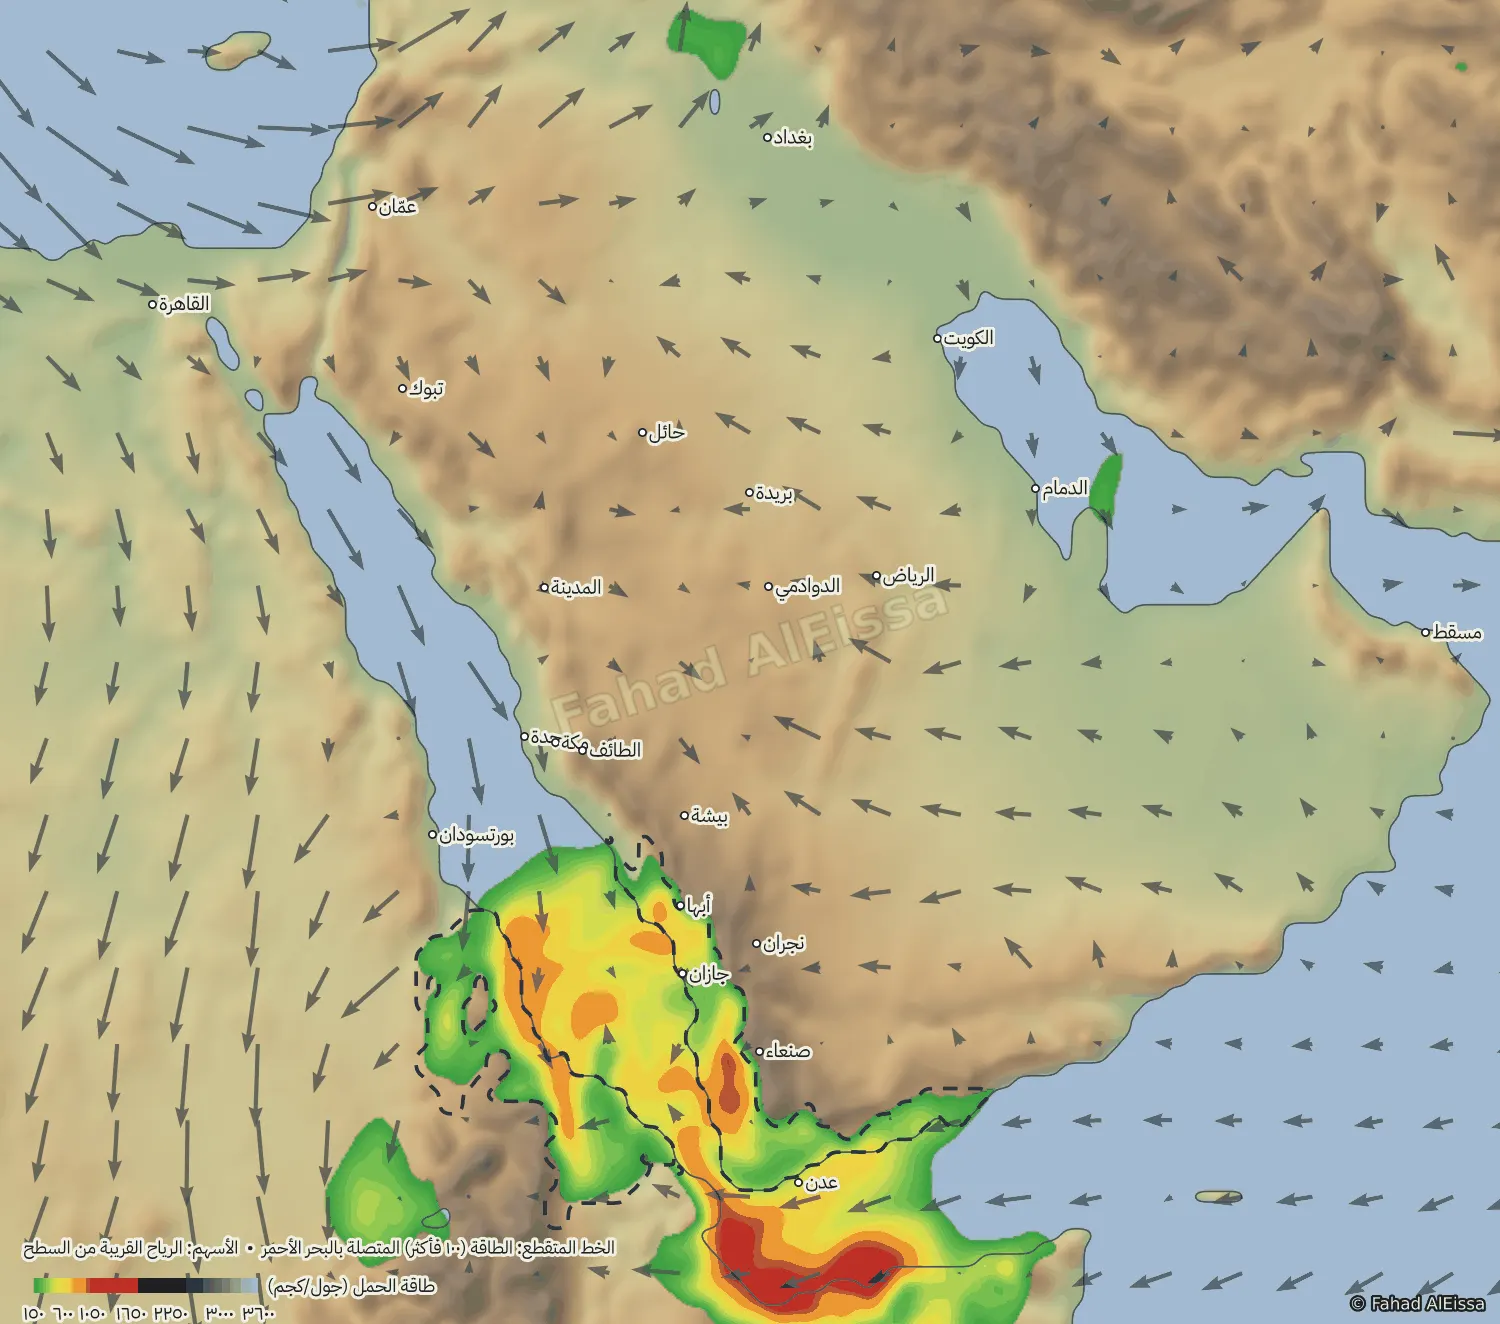 بغداد
عمّان
القاهرة
الكويت
تبوك
حائل
الدمام
بريدة
الرياض
المدينة
الدوادمي
مسقط
Fahad AlEissa
جدة
مكة
الطائف
بيشة
بورتسودان
أبها
نجران
جازان
صنعاء
عدن
الخط المتقطع: الطاقة (١٠٠ فأكثر) المتصلة بالبحر الأحمر • الأسهم: الرياح القريبة من السطح
طاقة الحمل (جول/كجم)
١٥٠ ٦٠٠ ١٠٥٠ ١٦٥٠ ٢٢٥٠ ٣٠٠٠ ٣٦٠٠
© Fahad AlEissa